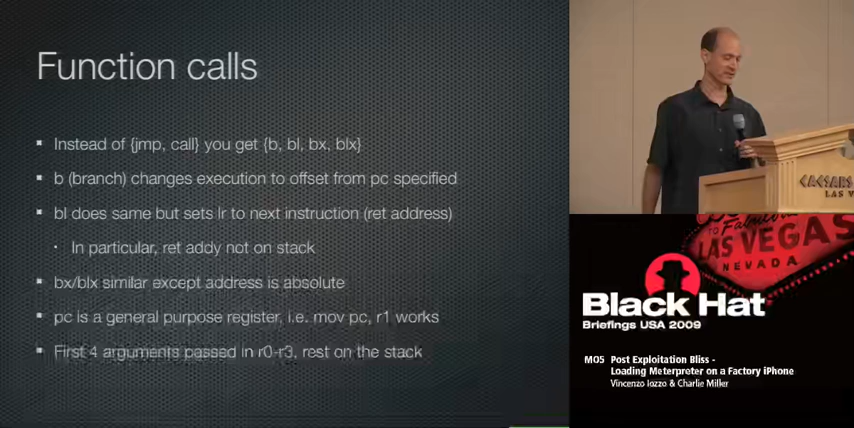 Function calls
Instead of {jmp, call} you get {b, bl, bx, blx}
b (branch) changes execution to offset from pc specified
bl does same but sets lr to next instruction (ret address)
In particular, ret addy not on stack
bx/blx similar except address is absolute
pc is a general purpose register, i.e. mov pc, r1 works
First 4 arguments passed in r0-r3, rest on the stack
CAESARS
LAS V
TO Fabulous
LAS VEGAS
NEVADA
Black Hat
Briefings USA 2009
M05 Post Exploitation Bliss -
Loading Meterpreter on a Factory iPhone
Vincenzo Iozzo & Charlie Miller